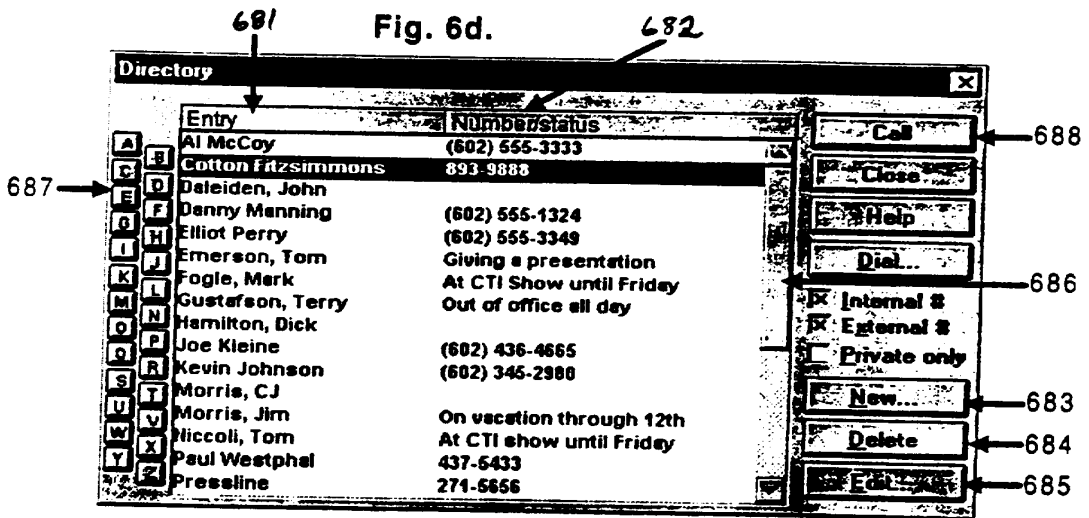 681 Fig. 6d. 682
Directory
Entry Number/status
Al McCoy (602) 555-3333
Cotton Fitzsimmons 893-9888
Daleiden, John
Danny Manning (602) 555-1324
Elliot Perry (602) 555-3349
Emerson, Tom Giving a presentation
Fogle, Mark At CTI Show until Friday
Gustafson, Terry Out of office all day
Hamilton, Dick
Joe Kleine (602) 436-4665
Kevin Johnson (602) 345-2980
Morris, CJ
Morris, Jim On vacation through 12th
Niccoli, Tom At CTI show until Friday
Paul Westphal 437-5433
Pressline 271-5656
687
A B
C D
E F
G H
I J
K L
M N
O P
Q R
S T
U V
W X
Y Z
Call 688
Close
Help
Dial...
686
Internal #
External #
Private only
New... 683
Delete 684
Edit... 685